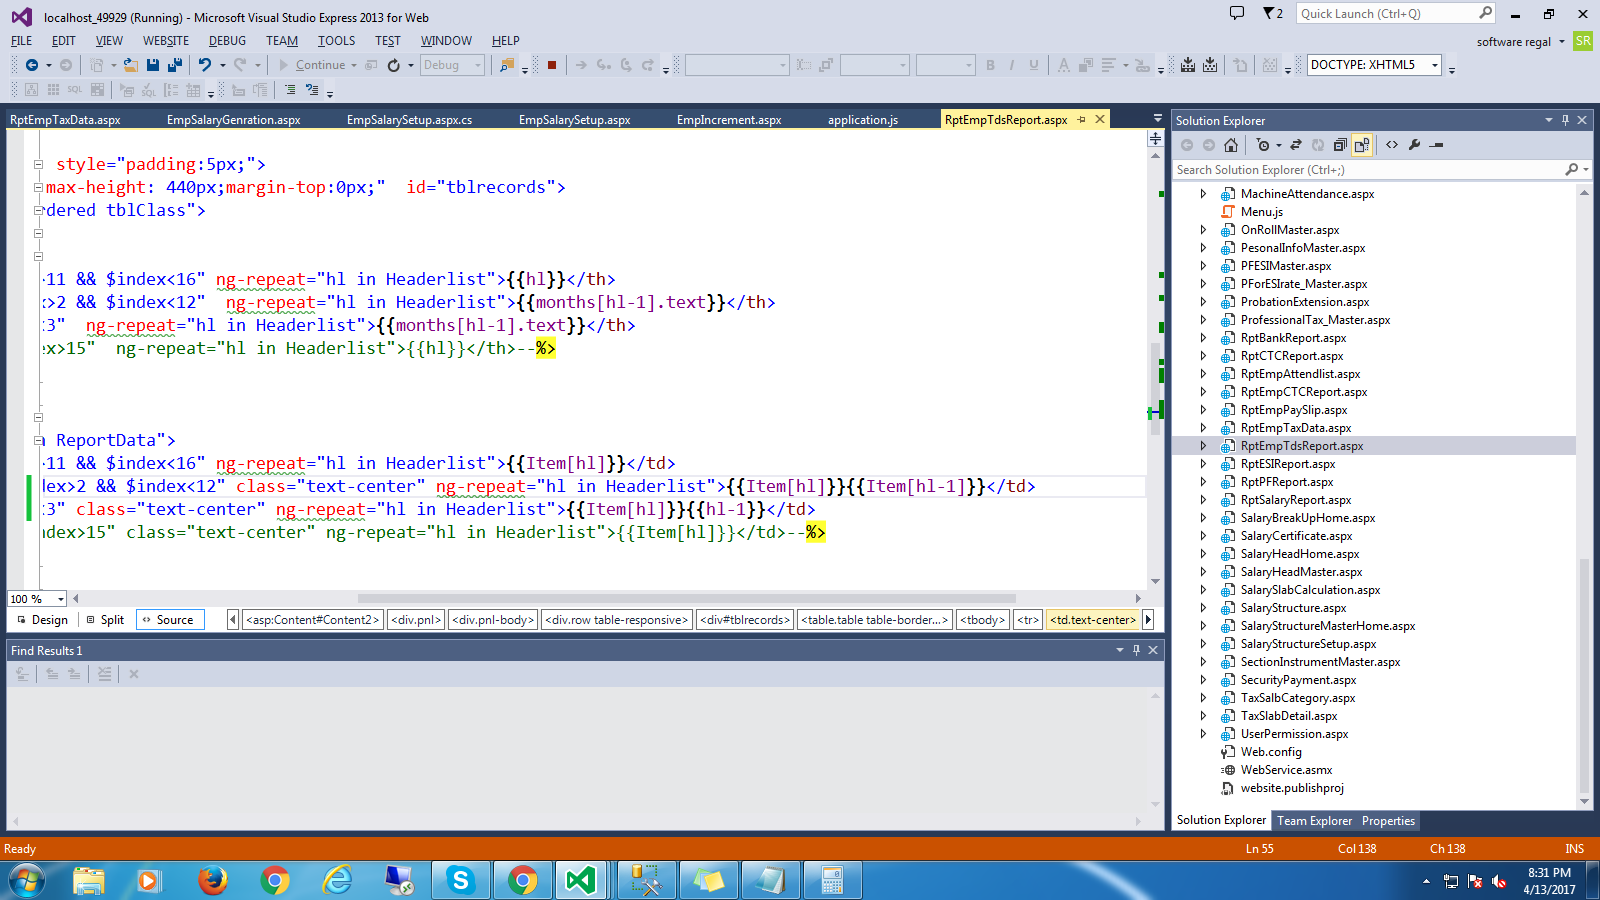 localhost_49929 (Running) - Microsoft Visual Studio Express 2013 for Web
2
Quick Launch (Ctrl+Q)
FILE EDIT VIEW WEBSITE DEBUG TEAM TOOLS TEST WINDOW HELP
software regal
SR
Continue
Debug
DOCTYPE: XHTML5
RptEmpTaxData.aspx EmpSalaryGenration.aspx EmpSalarySetup.aspx.cs EmpSalarySetup.aspx EmpIncrement.aspx application.js RptEmpTdsReport.aspx
style="padding:5px;">
max-height: 440px;margin-top:0px;" id="tblrecords">
rdered tblClass">
>11 && $index<16" ng-repeat="hl in Headerlist">{{hl}}</th>
x>2 && $index<12" ng-repeat="hl in Headerlist">{{months[hl-1].text}}</th>
:3" ng-repeat="hl in Headerlist">{{months[hl-1].text}}</th>
ex>15" ng-repeat="hl in Headerlist">{{hl}}</th>--%>
n ReportData">
>11 && $index<16" ng-repeat="hl in Headerlist">{{Item[hl]}}</td>
dex>2 && $index<12" class="text-center" ng-repeat="hl in Headerlist">{{Item[hl]}}{{Item[hl-1]}}</td>
:3" class="text-center" ng-repeat="hl in Headerlist">{{Item[hl]}}{{hl-1}}</td>
ndex>15" class="text-center" ng-repeat="hl in Headerlist">{{Item[hl]}}</td>--%>
100 %
Design Split Source
<asp:Content#Content2> <div.pnl> <div.pnl-body> <div.row table-responsive> <div#tblrecords> <table.table table-border...> <tbody> <tr> <td.text-center>
Find Results 1
Solution Explorer
Search Solution Explorer (Ctrl+;)
MachineAttendance.aspx
Menu.js
OnRollMaster.aspx
PesonalInfoMaster.aspx
PFESIMaster.aspx
PForESIrate_Master.aspx
ProbationExtension.aspx
ProfessionalTax_Master.aspx
RptBankReport.aspx
RptCTCReport.aspx
RptEmpAttendlist.aspx
RptEmpCTCReport.aspx
RptEmpPaySlip.aspx
RptEmpTaxData.aspx
RptEmpTdsReport.aspx
RptESIReport.aspx
RptPFReport.aspx
RptSalaryReport.aspx
SalaryBreakUpHome.aspx
SalaryCertificate.aspx
SalaryHeadHome.aspx
SalaryHeadMaster.aspx
SalarySlabCalculation.aspx
SalaryStructure.aspx
SalaryStructureMasterHome.aspx
SalaryStructureSetup.aspx
SectionInstrumentMaster.aspx
SecurityPayment.aspx
TaxSalbCategory.aspx
TaxSlabDetail.aspx
UserPermission.aspx
Web.config
WebService.asmx
website.publishproj
Solution Explorer Team Explorer Properties
Ready
Ln 55 Col 138 Ch 138 INS
8:31 PM
4/13/2017